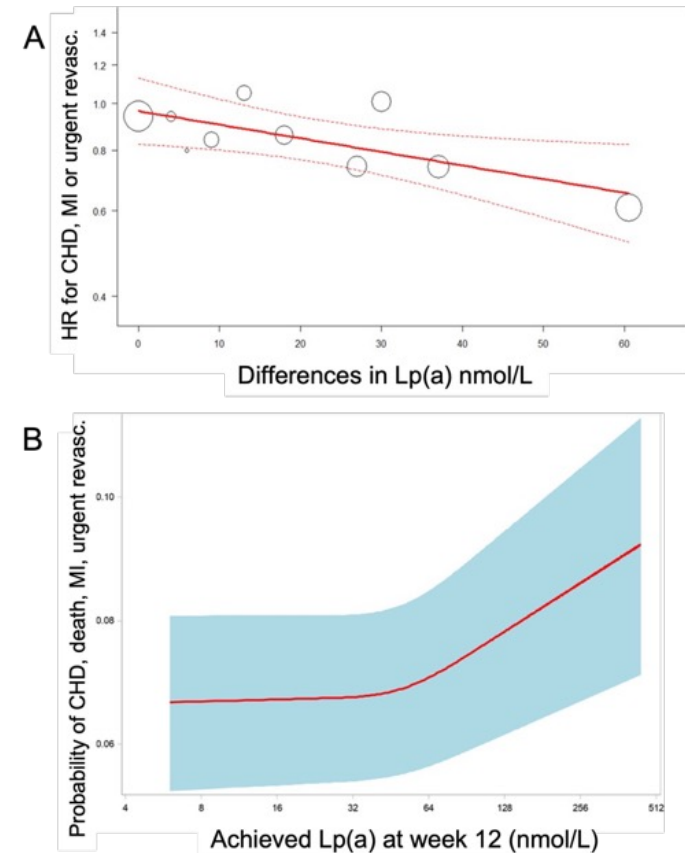 A
HR for CHD, MI or urgent revasc.
1.4
1.2
1.0
0.8
0.6
0.4
0 10 20 30 40 50 60
Differences in Lp(a) nmol/L
B
Probability of CHD, death, MI, urgent revasc.
0.10
0.08
0.06
4 8 16 32 64 128 256 512
Achieved Lp(a) at week 12 (nmol/L)